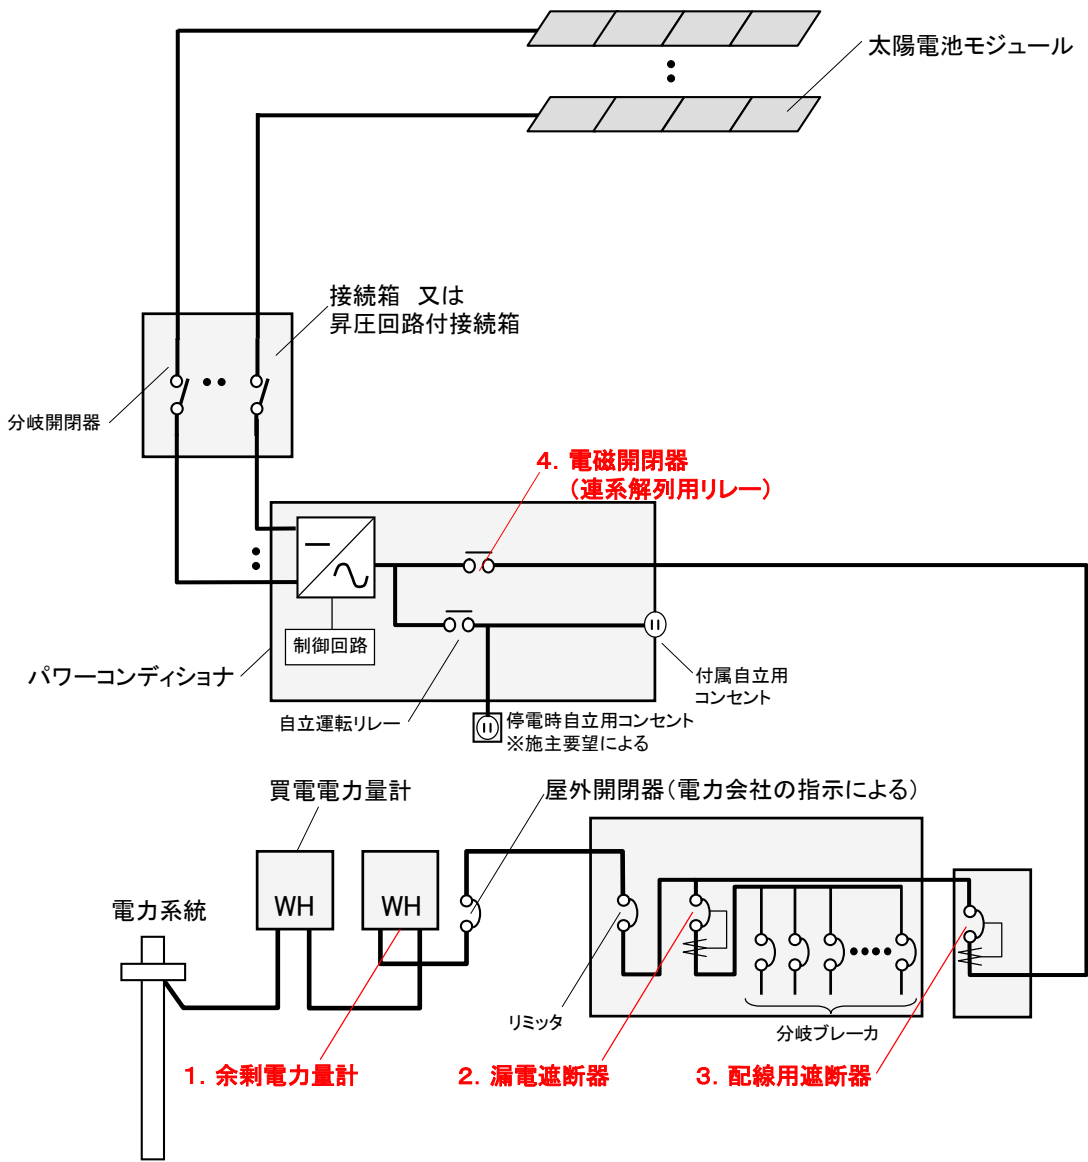 太陽電池モジュール
接続箱　又は
昇圧回路付接続箱
分岐開閉器
４．電磁開閉器
（連系解列用リレー）
制御回路
パワーコンディショナ
付属自立用
コンセント
自立運転リレー
停電時自立用コンセント
※施主要望による
買電電力量計
屋外開閉器（電力会社の指示による）
WH
WH
電力系統
リミッタ
分岐ブレーカ
１．余剰電力量計
２．漏電遮断器
３．配線用遮断器